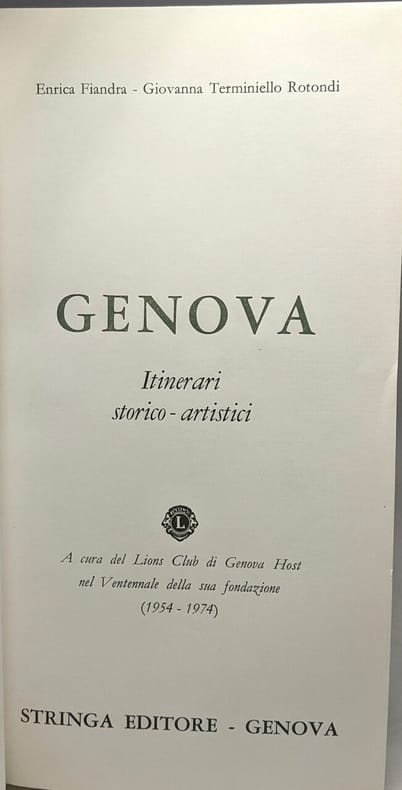 Enrica Fiandra - Giovanna Terminiello Rotondi
GENOVA
Itinerari
storico - artistici
L
A cura del Lions Club di Genova Host
nel Ventennale della sua fondazione
(1954 - 1974)
STRINGA EDITORE - GENOVA